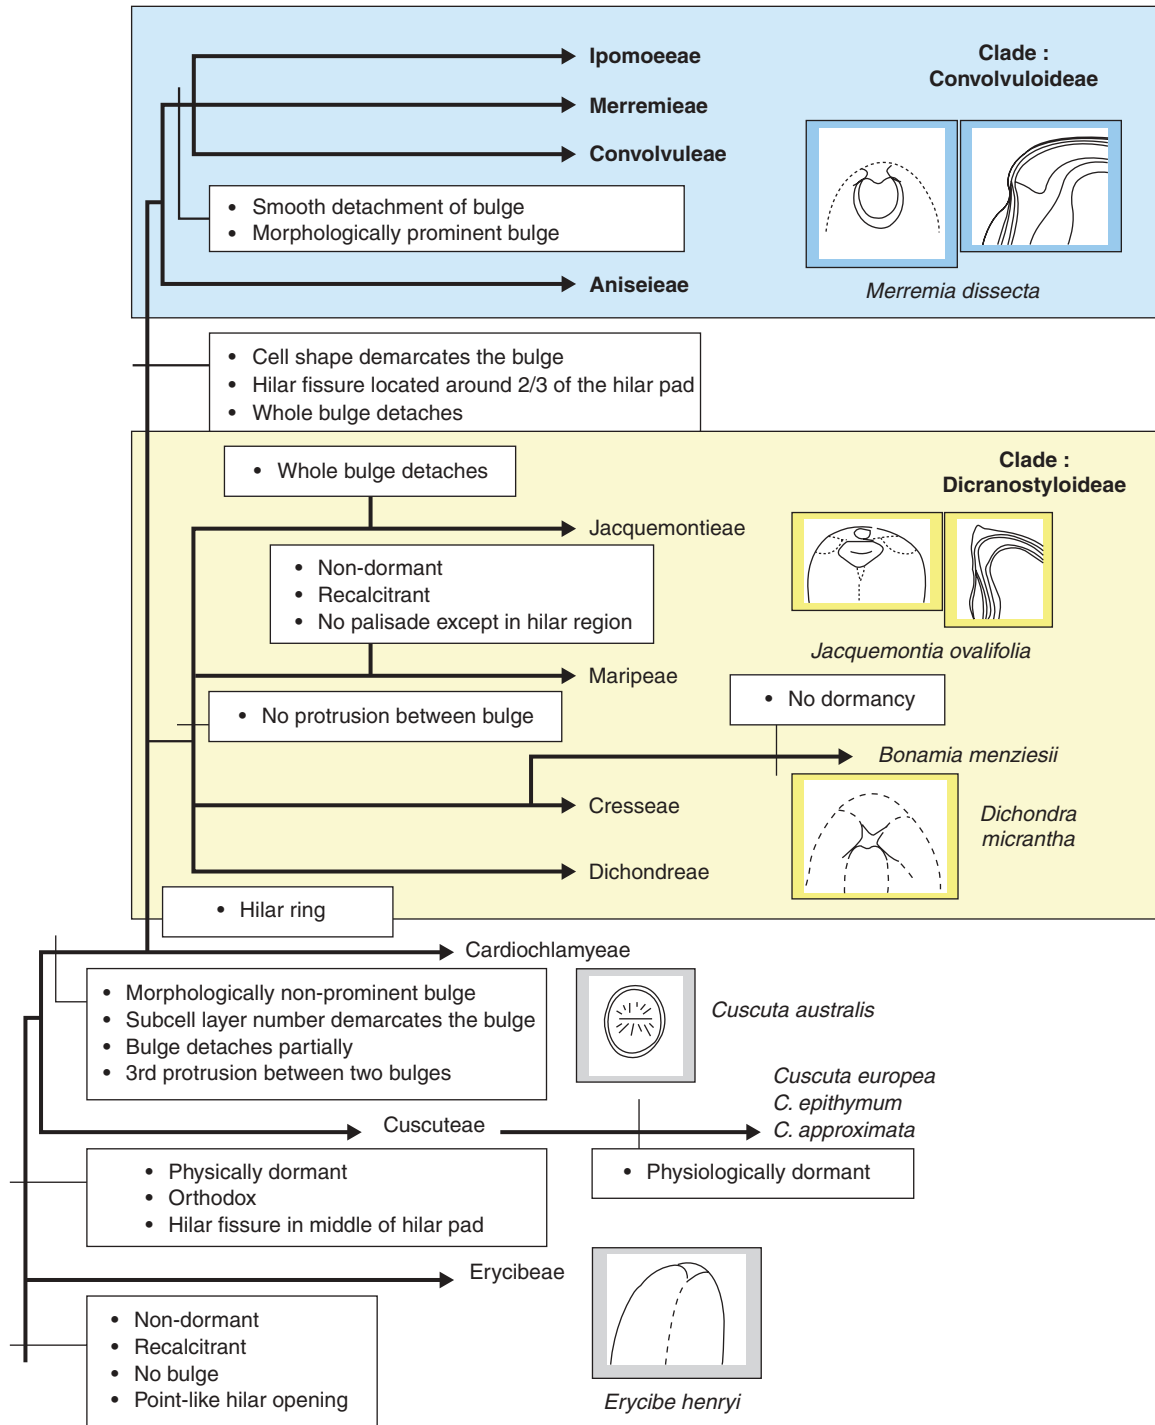 Ipomoeeae
Clade :
Convolvuloideae
Merremieae
Convolvuleae
• Smooth detachment of bulge
• Morphologically prominent bulge
Aniseieae
Merremia dissecta
• Cell shape demarcates the bulge
• Hilar fissure located around 2/3 of the hilar pad
• Whole bulge detaches
• Whole bulge detaches
Clade :
Dicranostyloideae
Jacquemontieae
• Non-dormant
• Recalcitrant
• No palisade except in hilar region
Jacquemontia ovalifolia
Maripeae
• No dormancy
• No protrusion between bulge
Bonamia menziesii
Cresseae
Dichondra
micrantha
Dichondreae
• Hilar ring
Cardiochlamyeae
• Morphologically non-prominent bulge
• Subcell layer number demarcates the bulge
• Bulge detaches partially
• 3rd protrusion between two bulges
Cuscuta australis
Cuscuteae
Cuscuta europea
C. epithymum
C. approximata
• Physically dormant
• Orthodox
• Hilar fissure in middle of hilar pad
• Physiologically dormant
Erycibeae
• Non-dormant
• Recalcitrant
• No bulge
• Point-like hilar opening
Erycibe henryi